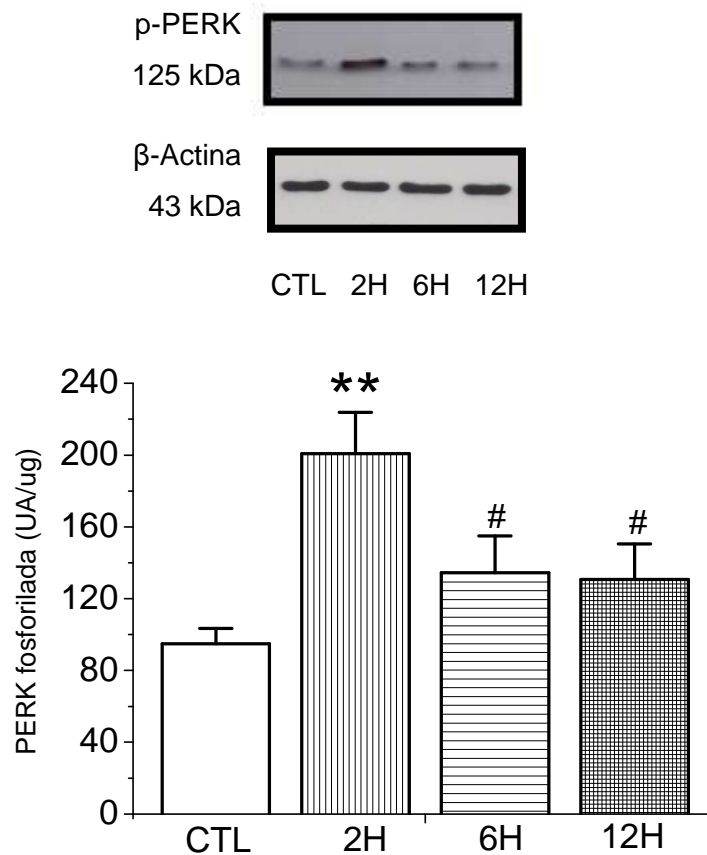 p-PERK
125 kDa
β-Actina
43 kDa
CTL 2H 6H 12H
PERK fosforilada (UA/ug)
240
200
160
120
80
40
0
**
#
#
CTL 2H 6H 12H